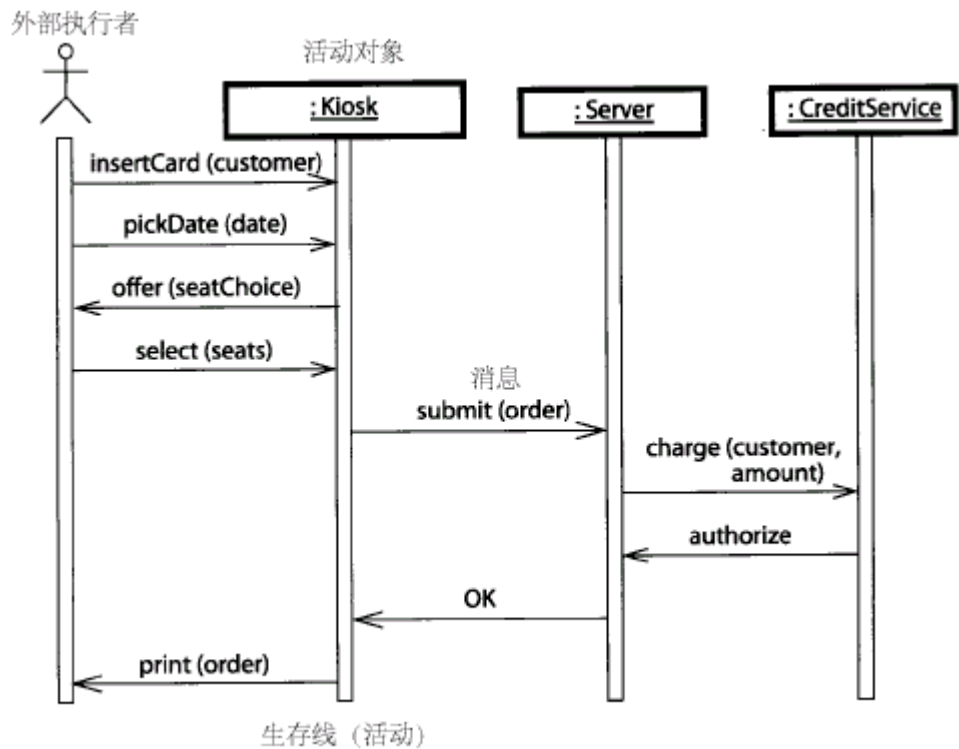 外部执行者
活动对象
: Kiosk
: Server
: CreditService
insertCard (customer)
pickDate (date)
offer (seatChoice)
select (seats)
消息
submit (order)
charge (customer,
amount)
authorize
OK
print (order)
生存线（活动）